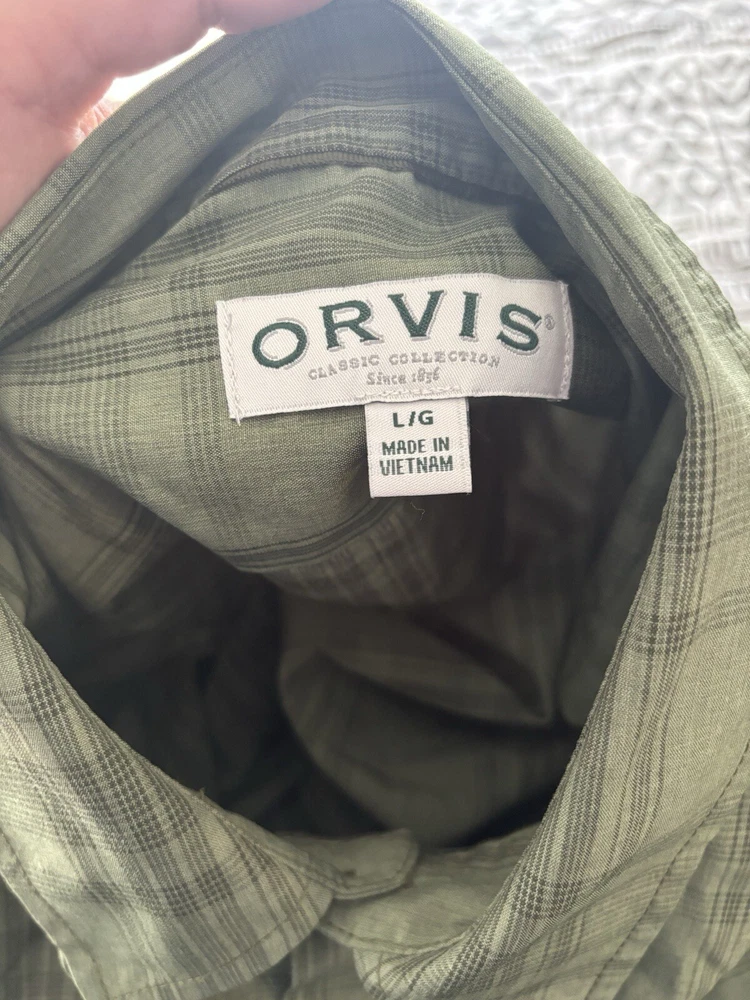 ORVIS®
CLASSIC COLLECTION
Since 1856
L/G
MADE IN
VIETNAM